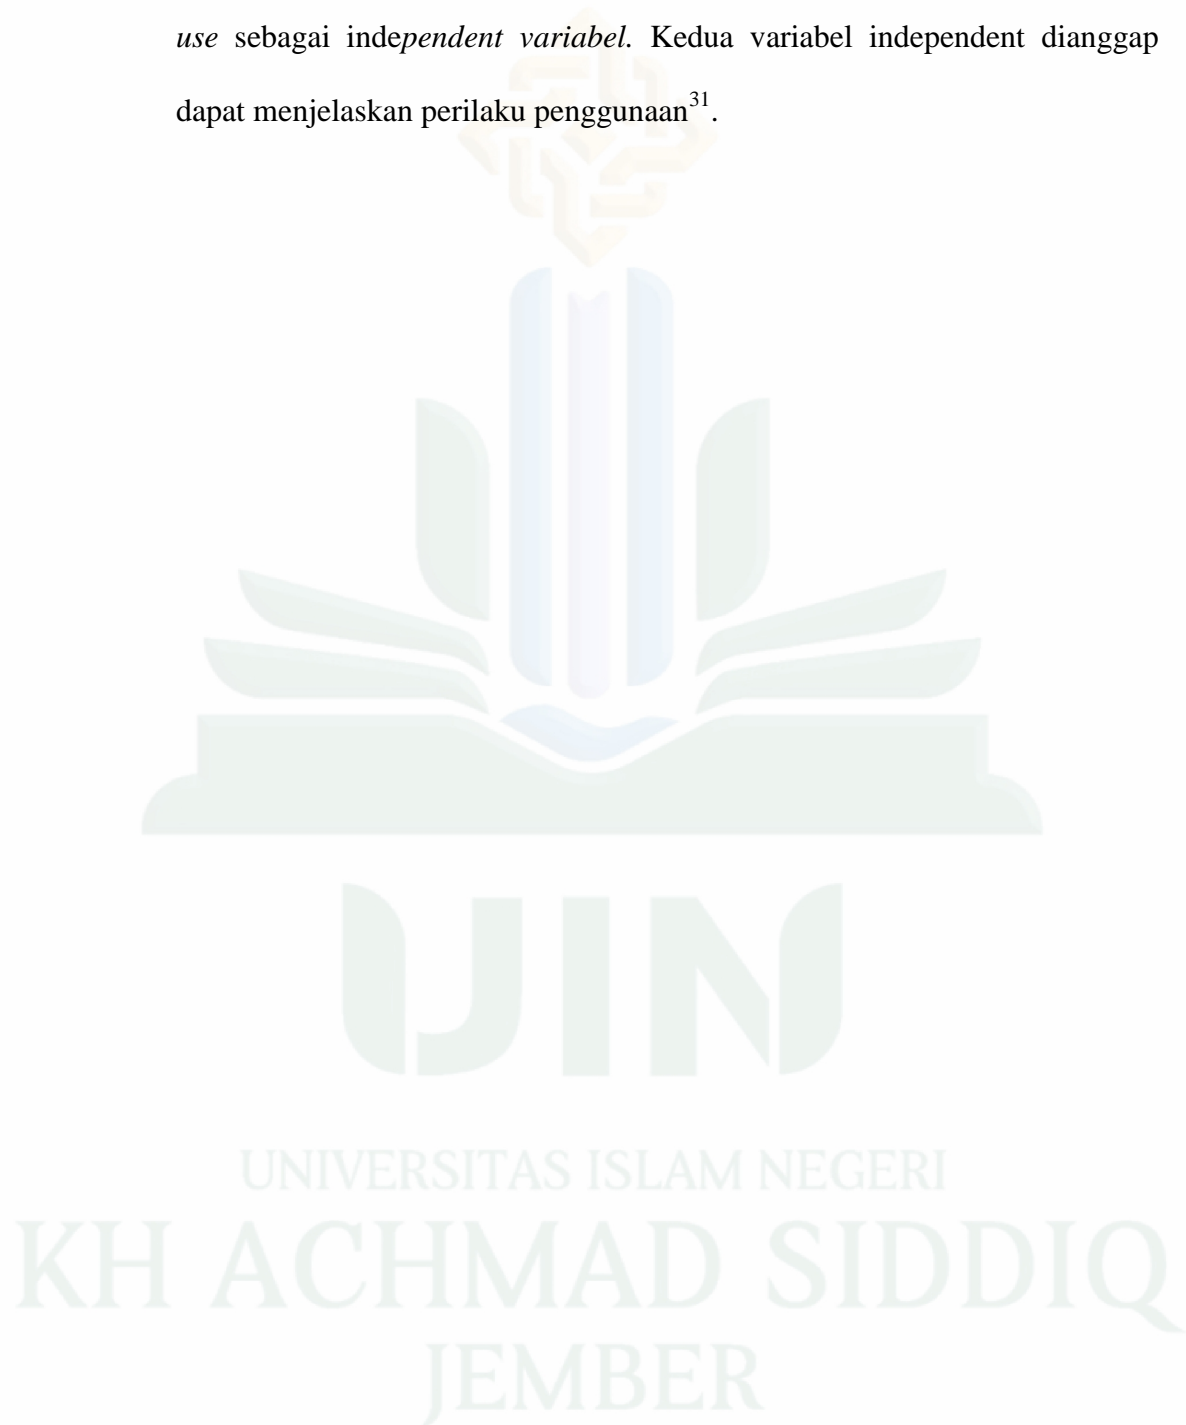 use sebagai independent variabel. Kedua variabel independent dianggap
dapat menjelaskan perilaku penggunaan31.
UIN
UNIVERSITAS ISLAM NEGERI
KH ACHMAD SIDDIQ
JEMBER